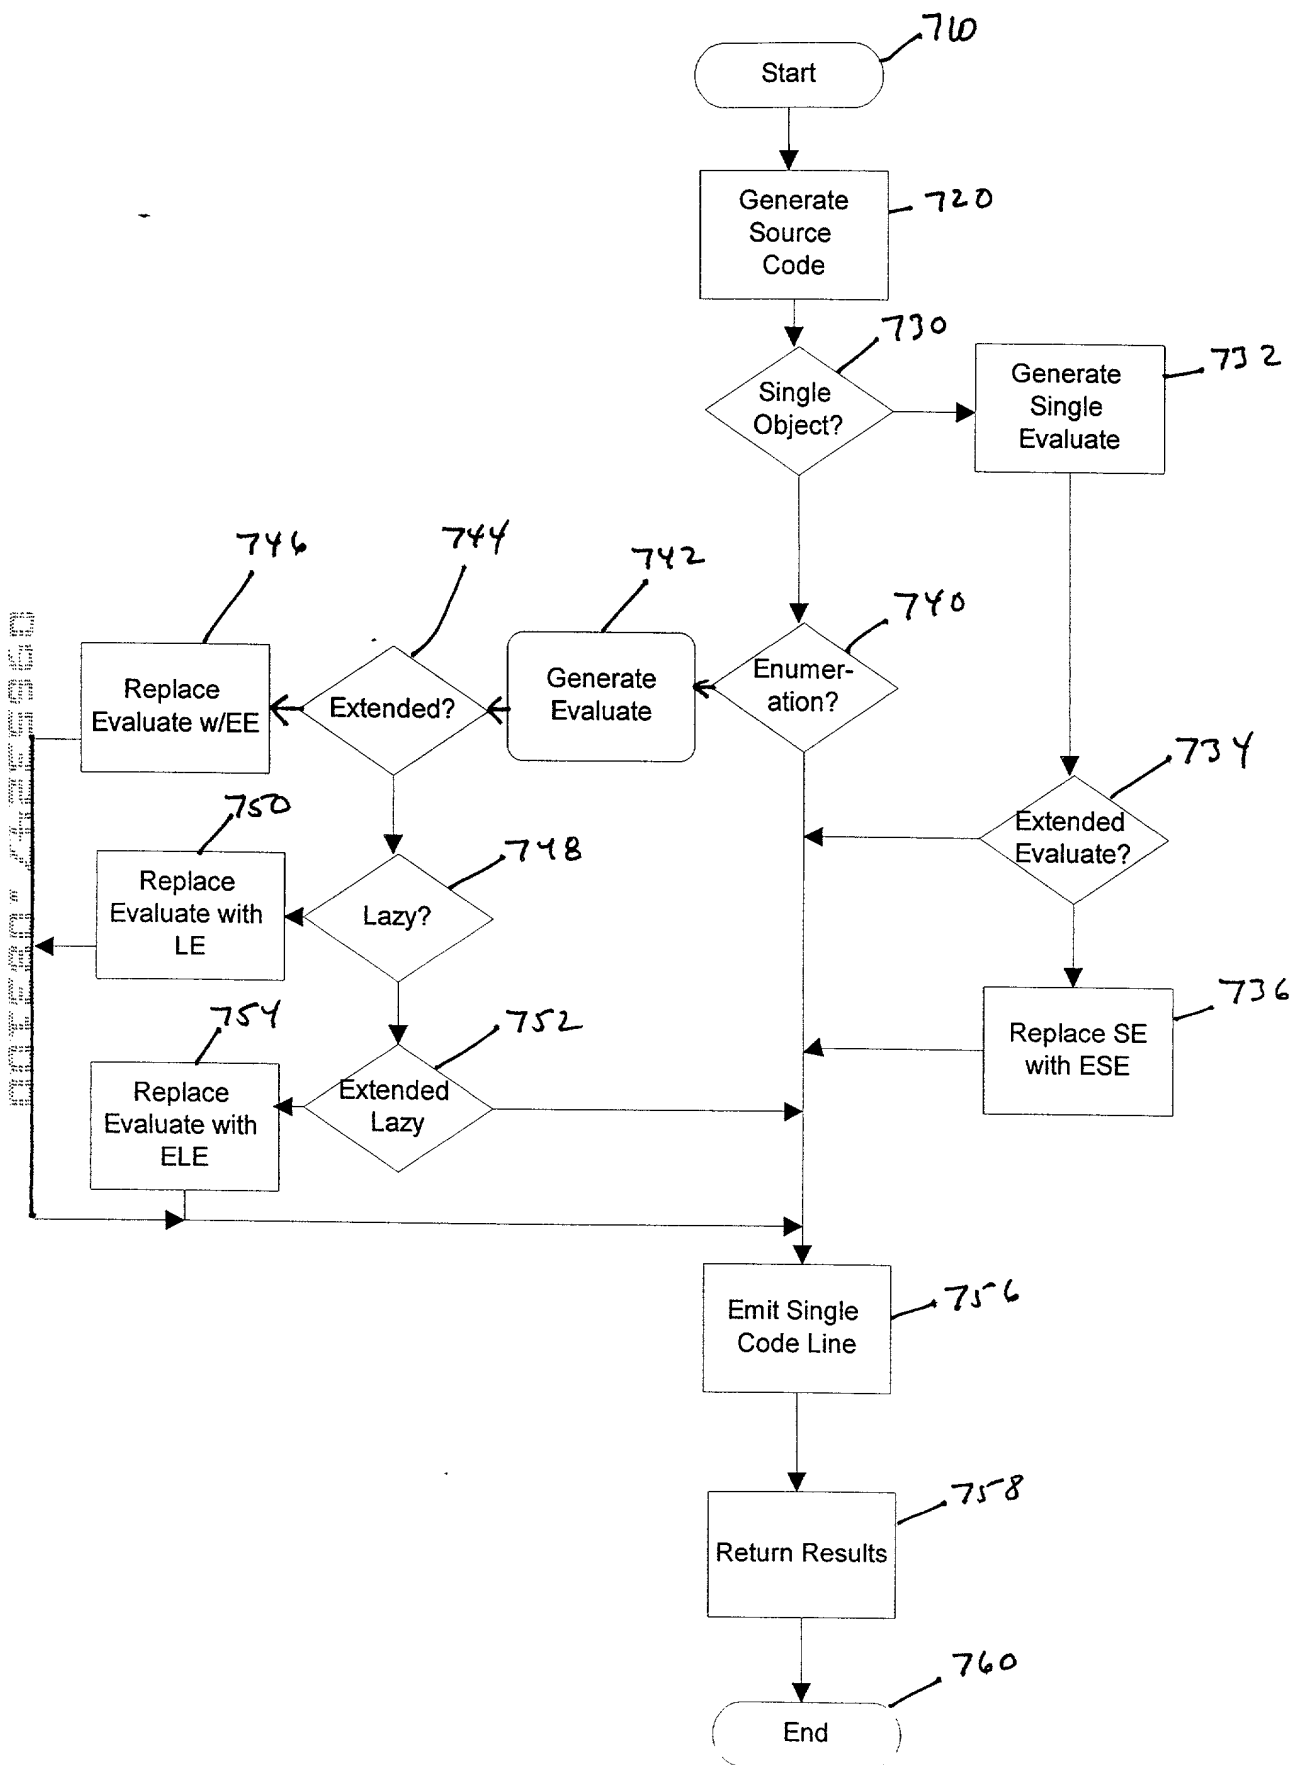 710
Start
Generate
Source
Code
720
730
Single
Object?
Generate
Single
Evaluate
732
746
744
742
740
Replace
Evaluate w/EE
Extended?
Generate
Evaluate
Enumer-
ation?
734
Extended
Evaluate?
750
Replace
Evaluate with
LE
748
Lazy?
736
Replace SE
with ESE
754
Replace
Evaluate with
ELE
752
Extended
Lazy
Emit Single
Code Line
756
758
Return Results
760
End